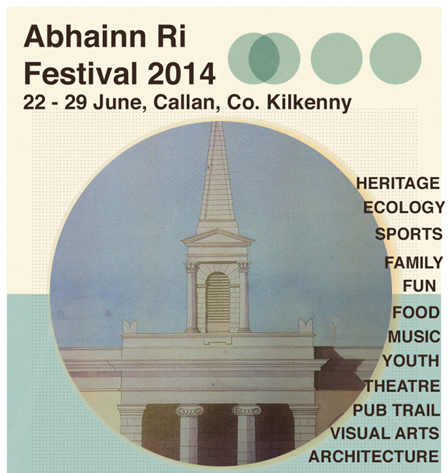 Abhainn Ri
Festival 2014
22 - 29 June, Callan, Co. Kilkenny
HERITAGE
ECOLOGY
SPORTS
FAMILY
FUN
FOOD
MUSIC
YOUTH
THEATRE
PUB TRAIL
VISUAL ARTS
ARCHITECTURE